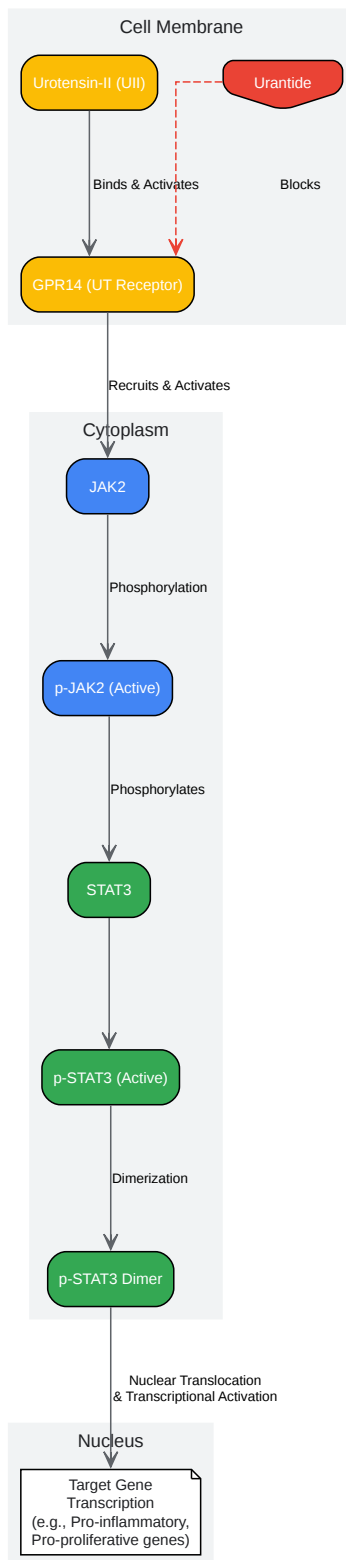 Cell Membrane
Urotensin-II (UII)
Urantide
Binds & Activates
Blocks
GPR14 (UT Receptor)
Recruits & Activates
Cytoplasm
JAK2
Phosphorylation
p-JAK2 (Active)
Phosphorylates
STAT3
p-STAT3 (Active)
Dimerization
p-STAT3 Dimer
Nuclear Translocation
& Transcriptional Activation
Nucleus
Target Gene
Transcription
(e.g., Pro-inflammatory,
Pro-proliferative genes)